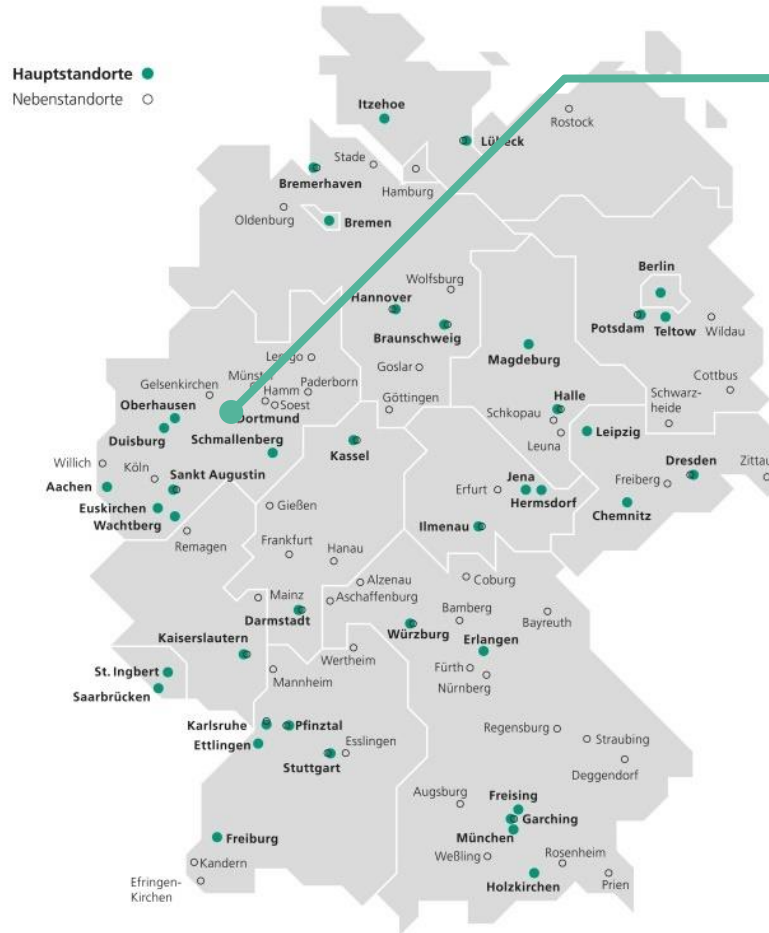 Hauptstandorte
Nebenstandorte
Itzehoe
Rostock
Lübeck
Stade
Bremerhaven
Hamburg
Oldenburg
Bremen
Berlin
Wolfsburg
Hannover
Potsdam
Teltow
Wildau
Braunschweig
Magdeburg
Lemgo
Goslar
Münster
Paderborn
Gelsenkirchen
Hamm
Cottbus
Oberhausen
Soest
Göttingen
Halle
Schwarz-
heide
Dortmund
Schkopau
Duisburg
Schmallenberg
Leipzig
Kassel
Leuna
Willich
Köln
Sankt Augustin
Jena
Dresden
Zittau
Aachen
Erfurt
Freiberg
Hermsdorf
Euskirchen
Gießen
Chemnitz
Wachtberg
Ilmenau
Remagen
Frankfurt
Hanau
Alzenau
Coburg
Mainz
Aschaffenburg
Bamberg
Darmstadt
Bayreuth
Würzburg
Kaiserslautern
Erlangen
Wertheim
St. Ingbert
Mannheim
Fürth
Nürnberg
Saarbrücken
Karlsruhe
Pfinztal
Regensburg
Ettlingen
Esslingen
Straubing
Stuttgart
Deggendorf
Augsburg
Freising
Garching
Freiburg
München
Weßling
Rosenheim
Kandern
Holzkirchen
Prien
Efringen-
Kirchen